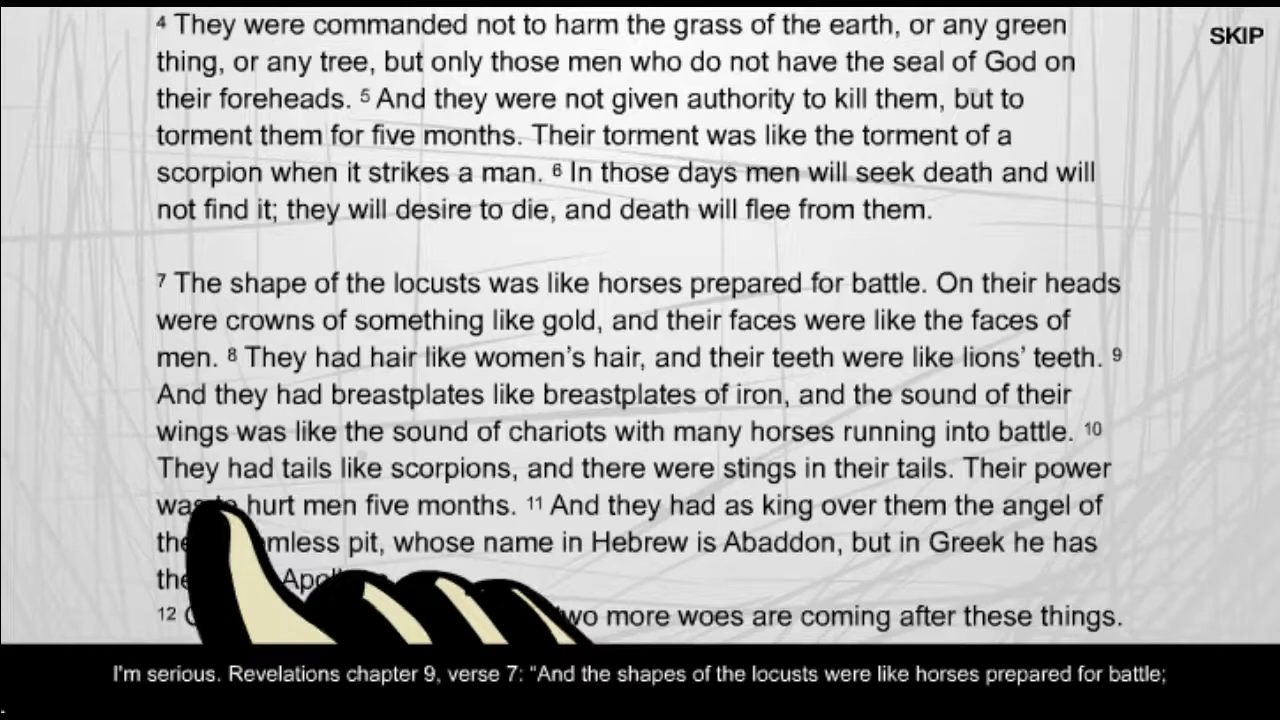 4 They were commanded not to harm the grass of the earth, or any green
SKIP
thing, or any tree, but only those men who do not have the seal of God on
their foreheads. 5 And they were not given authority to kill them, but to
torment them for five months. Their torment was like the torment of a
scorpion when it strikes a man. 6 In those days men will seek death and will
not find it; they will desire to die, and death will flee from them.
7 The shape of the locusts was like horses prepared for battle. On their heads
were crowns of something like gold, and their faces were like the faces of
men. 8 They had hair like women’s hair, and their teeth were like lions’ teeth. 9
And they had breastplates like breastplates of iron, and the sound of their
wings was like the sound of chariots with many horses running into battle. 10
They had tails like scorpions, and there were stings in their tails. Their power
was to hurt men five months. 11 And they had as king over them the angel of
the mless pit, whose name in Hebrew is Abaddon, but in Greek he has
the Apol
12 two more woes are coming after these things.
I'm serious. Revelations chapter 9, verse 7: “And the shapes of the locusts were like horses prepared for battle;